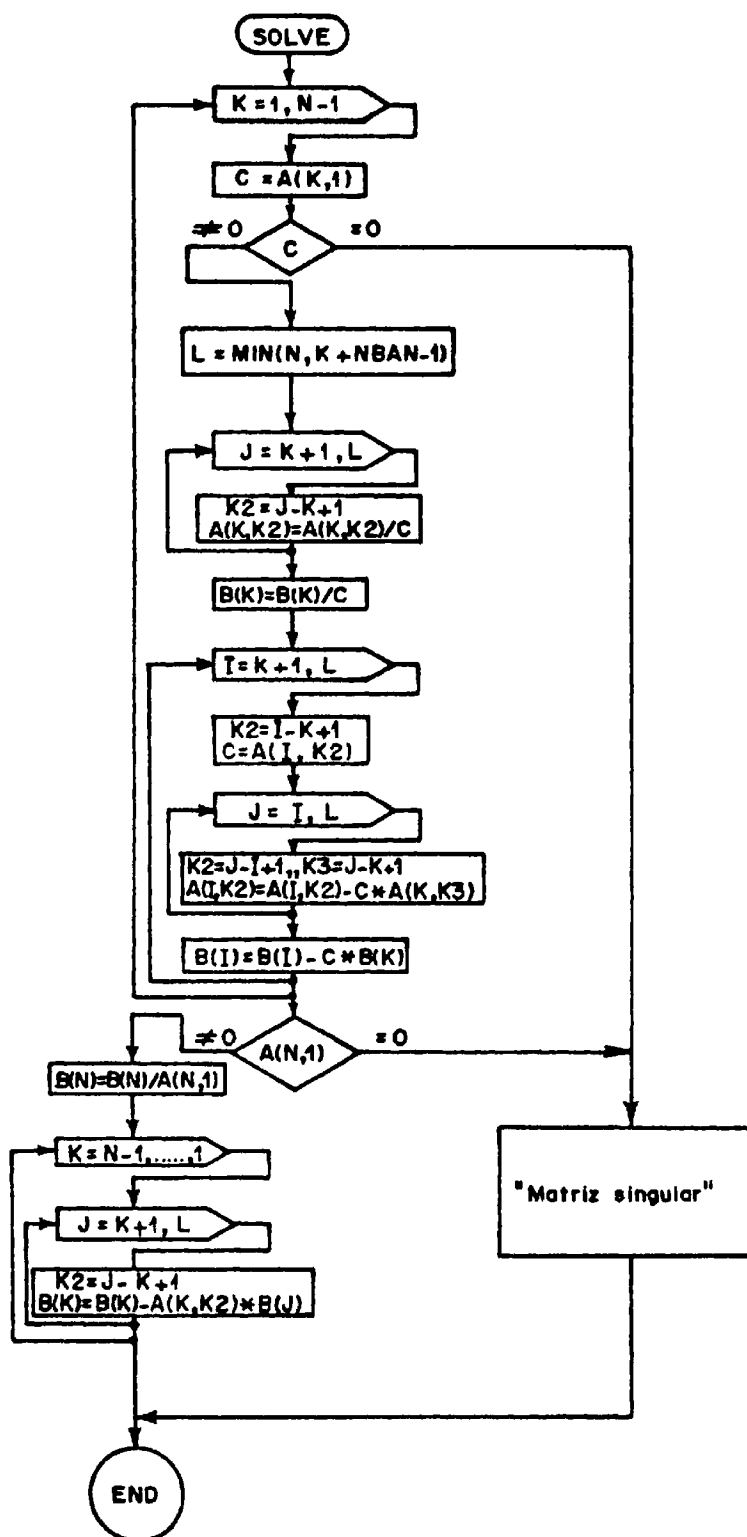 SOLVE
K = 1, N-1
C = A(K,1)
≠ 0
= 0
C
L = MIN(N, K+NBAN-1)
J = K+1, L
K2=J-K+1
A(K,K2)=A(K,K2)/C
B(K)=B(K)/C
I=K+1, L
K2=I-K+1
C=A(I, K2)
J = I, L
K2=J-I+1,,K3=J-K+1
A(I,K2)=A(I,K2)-C*A(K,K3)
B(I)=B(I)-C*B(K)
≠0
=0
A(N,1)
B(N)=B(N)/A(N,1)
K=N-1,.....,1
J=K+1, L
K2=J-K+1
B(K)=B(K)-A(K,K2)*B(J)
"Matriz singular"
END